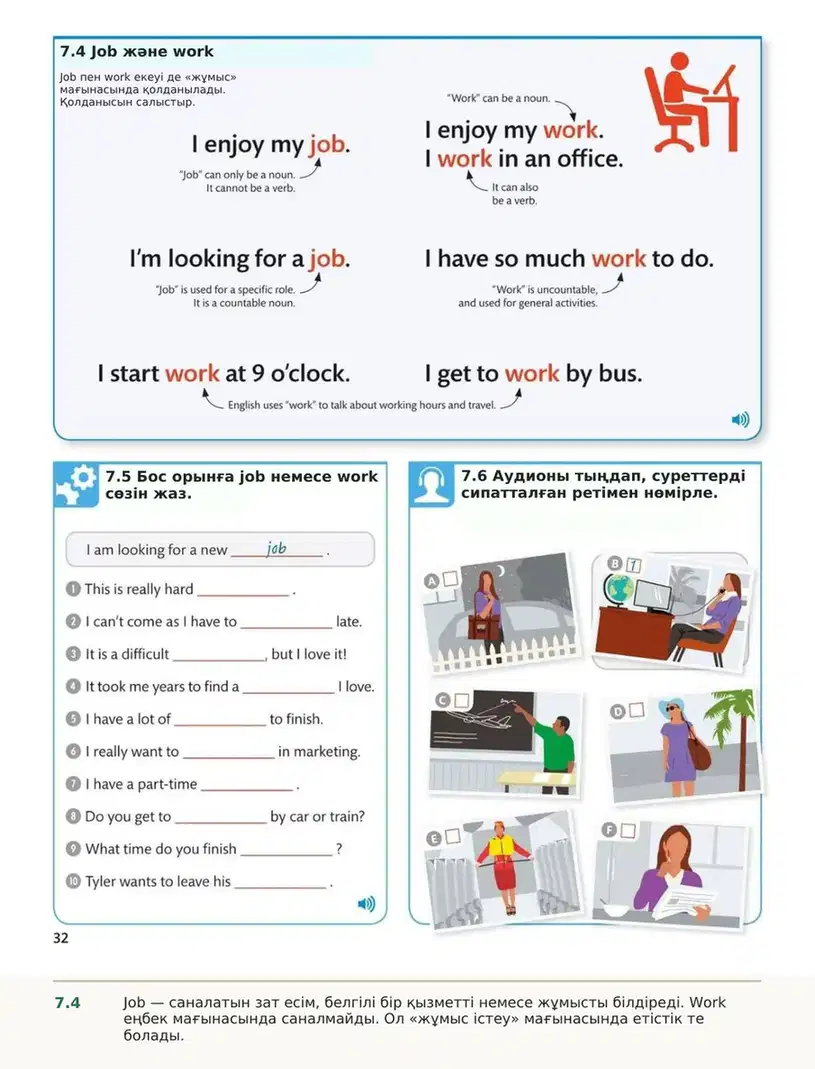 7.4 Job және work
Job пен work екеуі де «жұмыс»
мағынасында қолданылады.
Қолданысын салыстыр.
I enjoy my job.
"Job" can only be a noun.
It cannot be a verb.
"Work" can be a noun.
I enjoy my work.
I work in an office.
It can also
be a verb.
I'm looking for a job.
"Job" is used for a specific role.
It is a countable noun.
I have so much work to do.
"Work" is uncountable,
and used for general activities.
I start work at 9 o'clock.
I get to work by bus.
English uses "work" to talk about working hours and travel.
7.5 Бос орынға job немесе work
сөзін жаз.
I am looking for a new job .
1 This is really hard ____________ .
2 I can't come as I have to ____________ late.
3 It is a difficult ____________, but I love it!
4 It took me years to find a ____________ I love.
5 I have a lot of ____________ to finish.
6 I really want to ____________ in marketing.
7 I have a part-time ____________ .
8 Do you get to ____________ by car or train?
9 What time do you finish ____________ ?
10 Tyler wants to leave his ____________ .
7.6 Аудионы тыңдап, суреттерді
сипатталған ретімен нөмірле.
A
B 1
C
D
E
F
32
7.4 Job — саналатын зат есім, белгілі бір қызметті немесе жұмысты білдіреді. Work
еңбек мағынасында саналмайды. Ол «жұмыс істеу» мағынасында етістік те
болады.